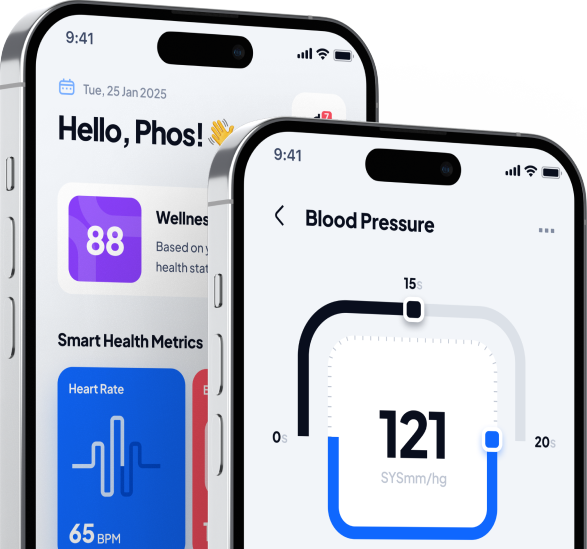 9:41
Tue, 25 Jan 2025
7
Hello, Phos!
88
Wellnes
Based on
health stat
Smart Health Metrics
Heart Rate
65 BPM
9:41
Blood Pressure
15s
0s
20s
121
SYSmm/hg